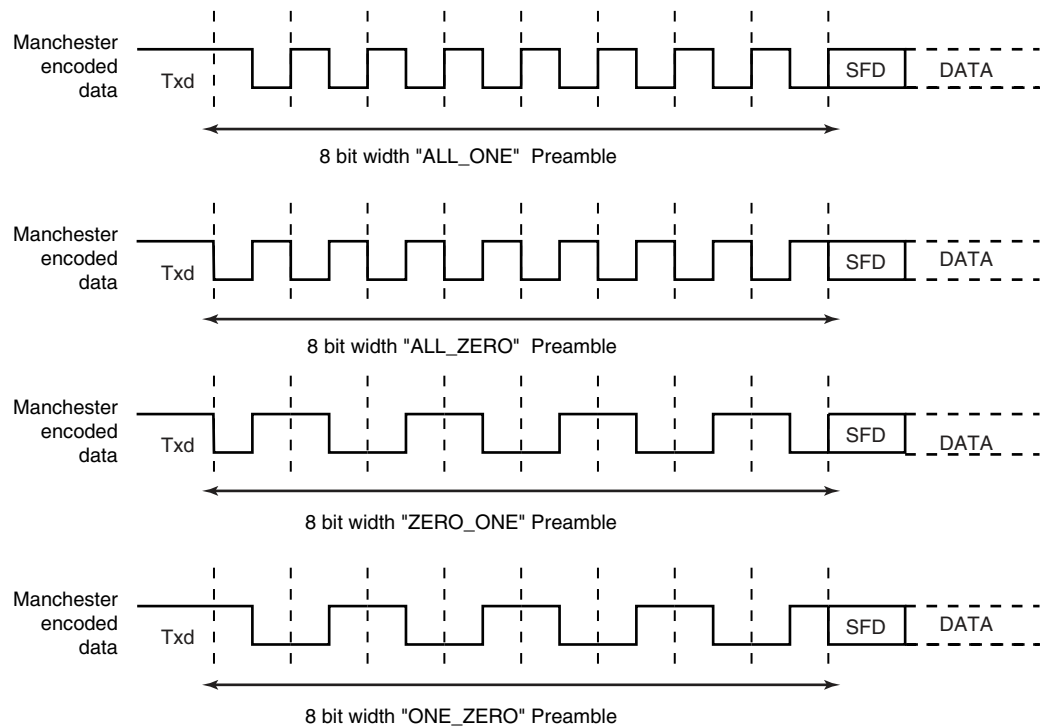 Manchester
encoded
data
Txd
SFD
DATA
8 bit width "ALL_ONE" Preamble
Manchester
encoded
data
Txd
SFD
DATA
8 bit width "ALL_ZERO" Preamble
Manchester
encoded
data
Txd
SFD
DATA
8 bit width "ZERO_ONE" Preamble
Manchester
encoded
data
Txd
SFD
DATA
8 bit width "ONE_ZERO" Preamble